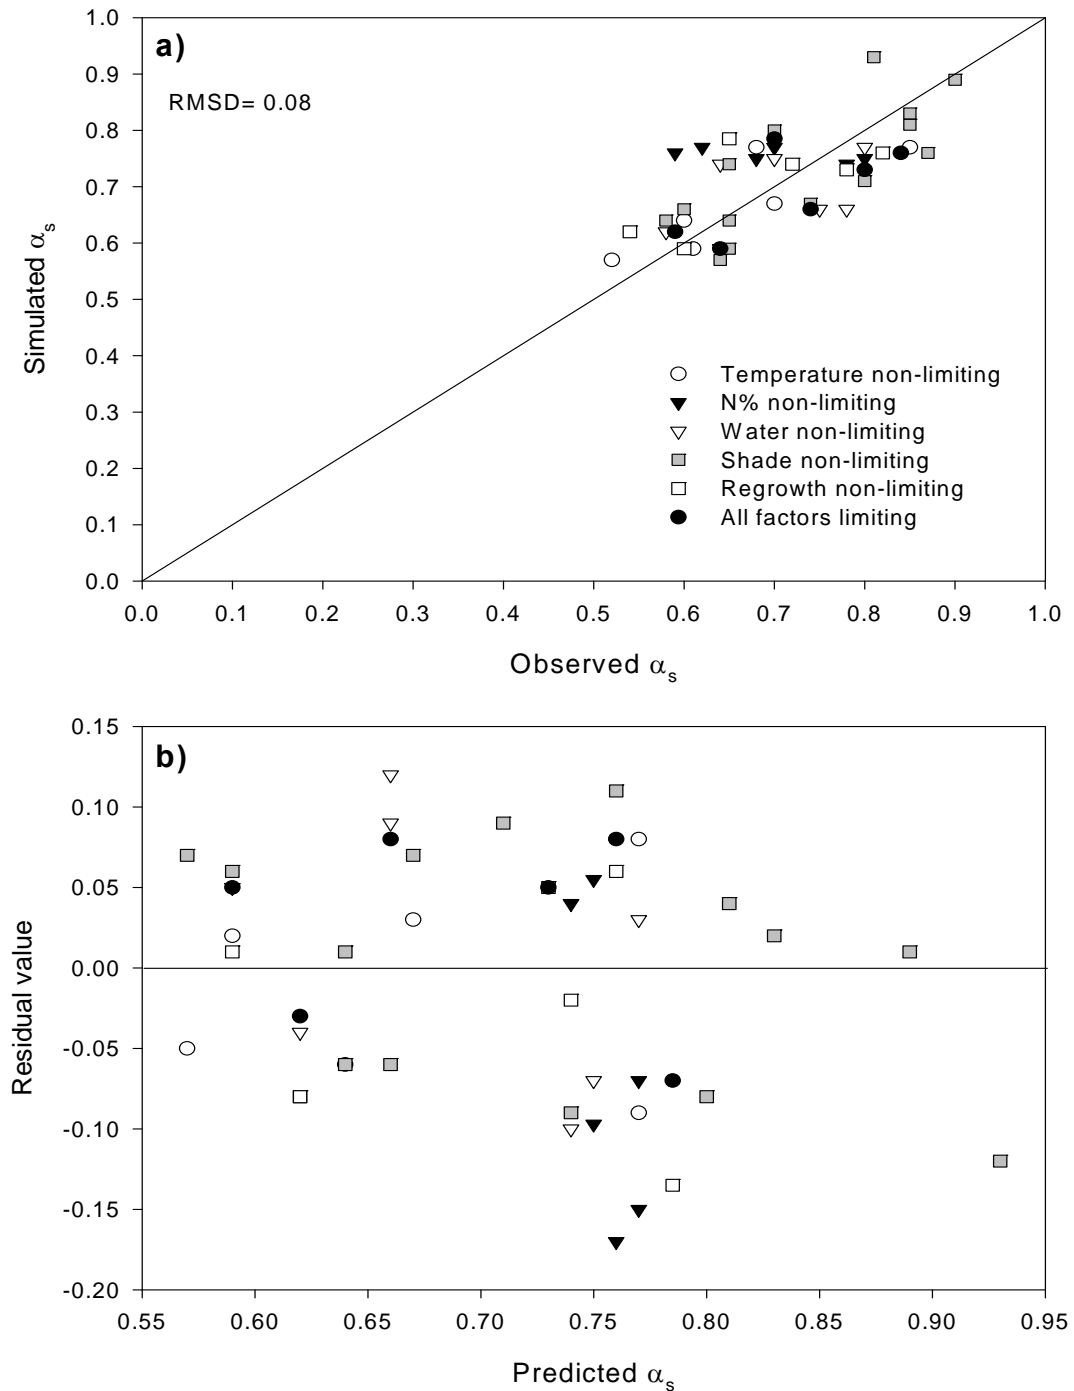 a)
RMSD= 0.08
1.0
0.9
0.8
0.7
0.6
0.5
0.4
0.3
0.2
0.1
0.0
Simulated αs
Temperature non-limiting
N% non-limiting
Water non-limiting
Shade non-limiting
Regrowth non-limiting
All factors limiting
0.0 0.1 0.2 0.3 0.4 0.5 0.6 0.7 0.8 0.9 1.0
Observed αs
b)
0.15
0.10
0.05
0.00
-0.05
-0.10
-0.15
-0.20
Residual value
0.55 0.60 0.65 0.70 0.75 0.80 0.85 0.90 0.95
Predicted αs